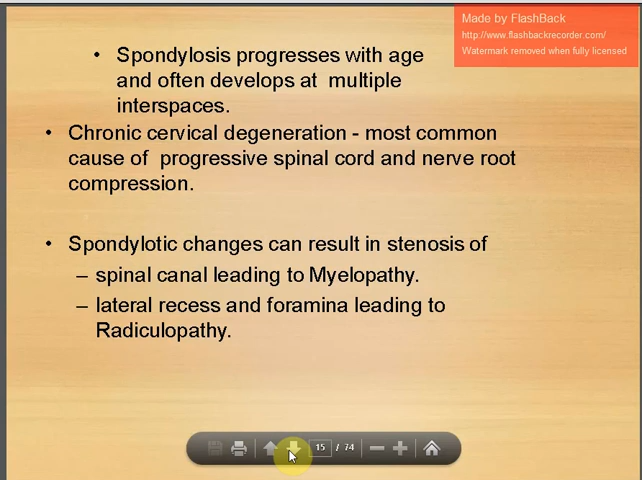 Made by FlashBack
http://www.flashbackrecorder.com/
Watermark removed when fully licensed
• Spondylosis progresses with age
and often develops at multiple
interspaces.
• Chronic cervical degeneration - most common
cause of progressive spinal cord and nerve root
compression.
• Spondylotic changes can result in stenosis of
– spinal canal leading to Myelopathy.
– lateral recess and foramina leading to
Radiculopathy.
15 / 74